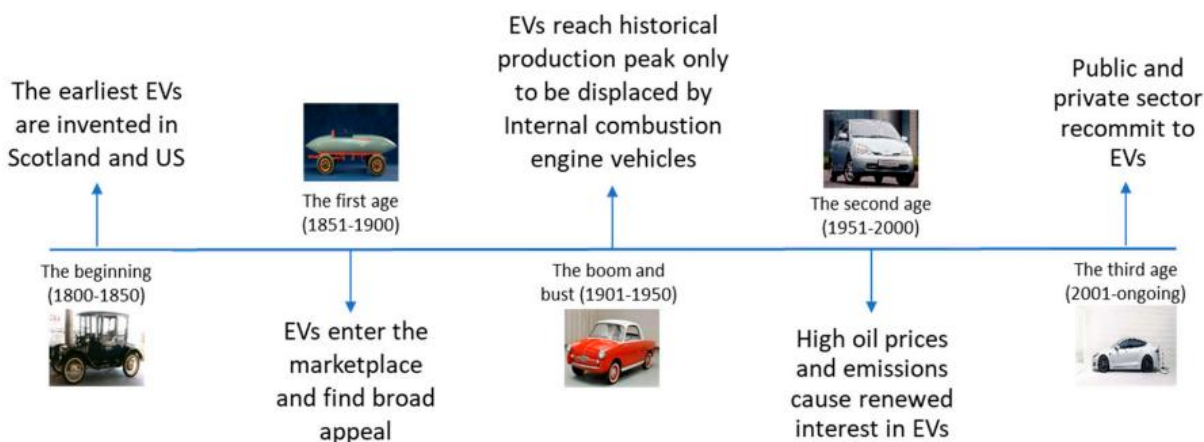 The earliest EVs
are invented in
Scotland and US
The beginning
(1800-1850)
The first age
(1851-1900)
EVs enter the
marketplace
and find broad
appeal
EVs reach historical
production peak only
to be displaced by
Internal combustion
engine vehicles
The boom and
bust (1901-1950)
The second age
(1951-2000)
High oil prices
and emissions
cause renewed
interest in EVs
Public and
private sector
recommit to
EVs
The third age
(2001-ongoing)